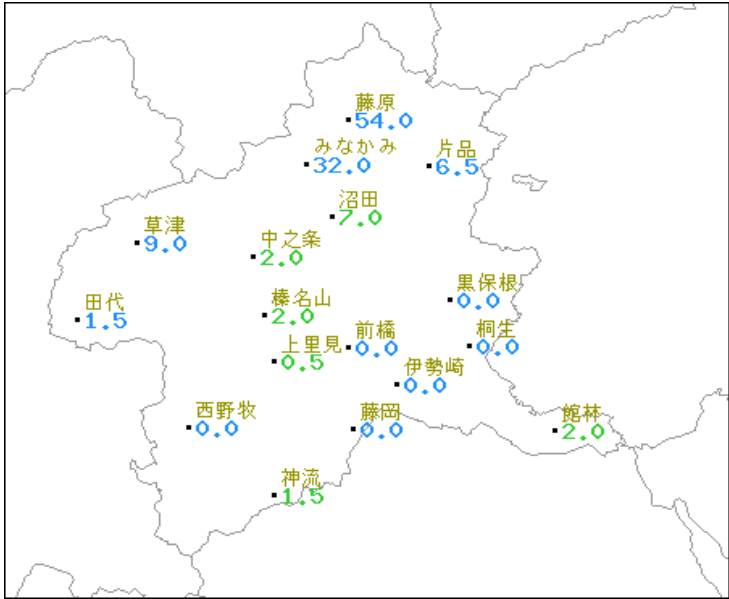 藤原
54.0
みなかみ
32.0
片品
6.5
沼田
7.0
草津
9.0
中之条
2.0
黒保根
0.0
田代
1.5
榛名山
2.0
前橋
0.0
桐生
0.0
上里見
0.5
伊勢崎
0.0
西野牧
0.0
藤岡
0.0
館林
2.0
神流
1.5